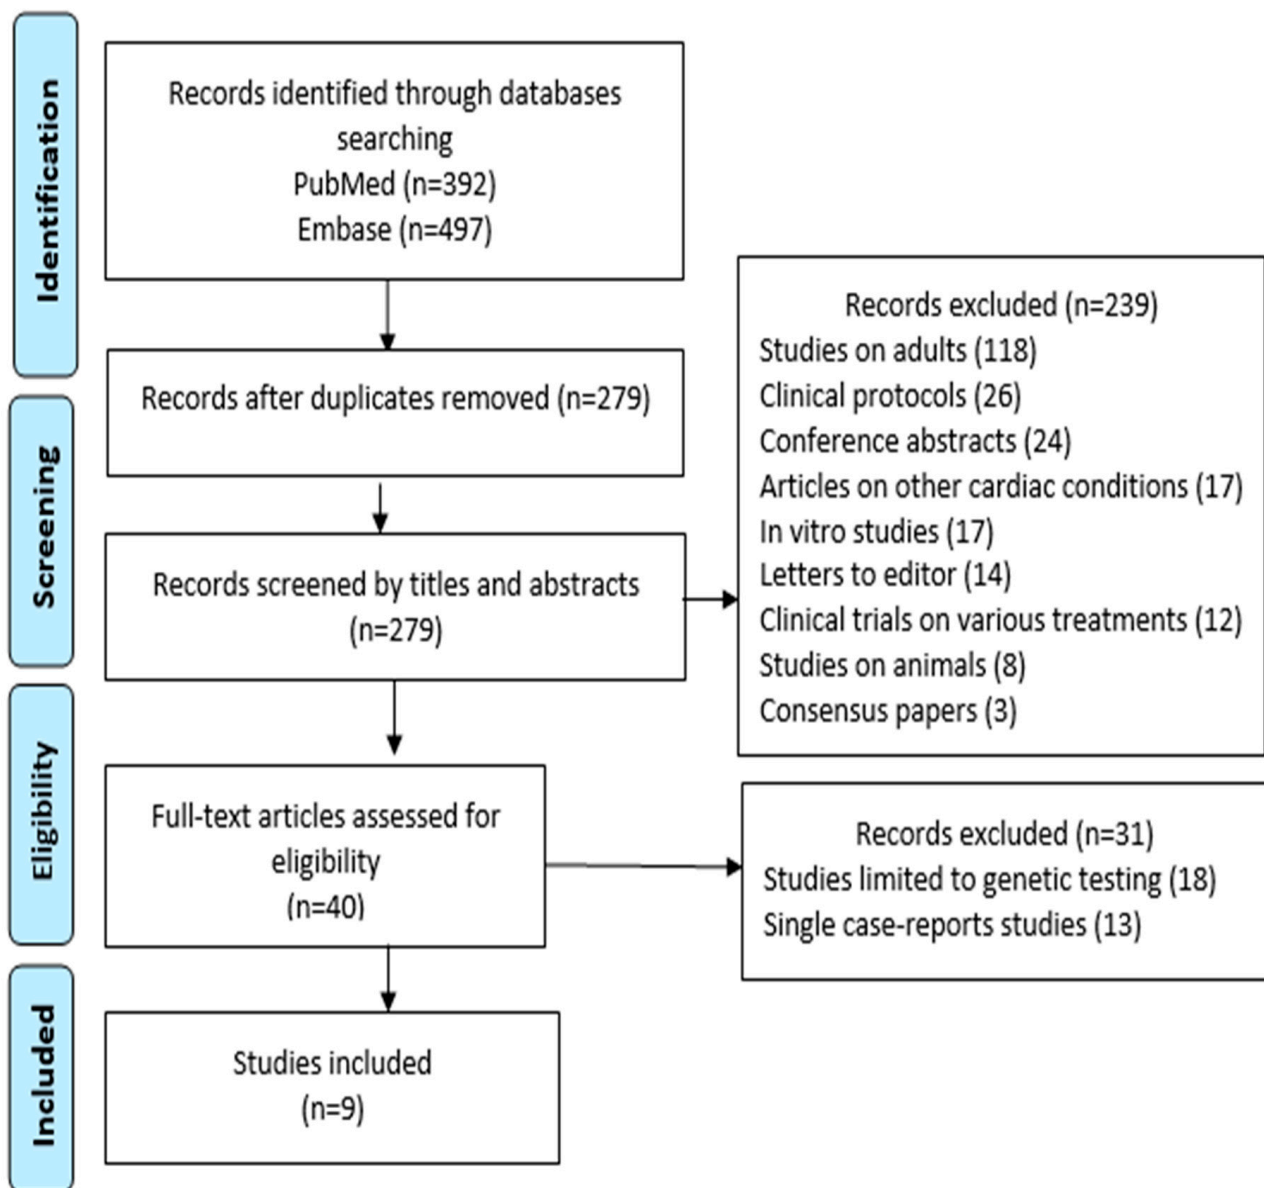 Identification
Records identified through databases
searching
PubMed (n=392)
Embase (n=497)
Records after duplicates removed (n=279)
Screening
Records screened by titles and abstracts
(n=279)
Records excluded (n=239)
Studies on adults (118)
Clinical protocols (26)
Conference abstracts (24)
Articles on other cardiac conditions (17)
In vitro studies (17)
Letters to editor (14)
Clinical trials on various treatments (12)
Studies on animals (8)
Consensus papers (3)
Eligibility
Full-text articles assessed for
eligibility
(n=40)
Records excluded (n=31)
Studies limited to genetic testing (18)
Single case-reports studies (13)
Included
Studies included
(n=9)